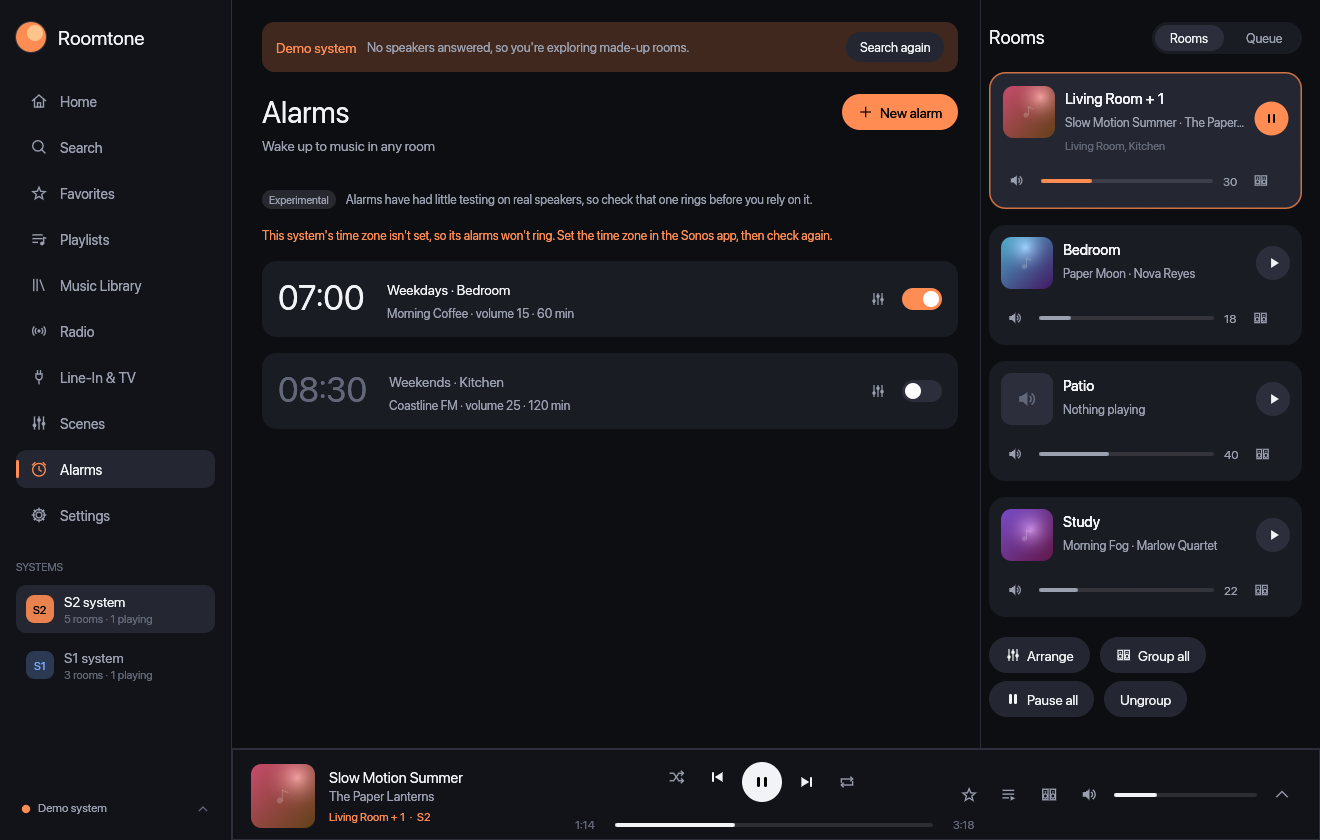 Roomtone
Home
Search
Favorites
Playlists
Music Library
Radio
Line-In & TV
Scenes
Alarms
Settings
SYSTEMS
S2
S2 system
5 rooms · 1 playing
S1
S1 system
3 rooms · 1 playing
Demo system
Demo system No speakers answered, so you're exploring made-up rooms. Search again
Alarms
New alarm
Wake up to music in any room
Experimental Alarms have had little testing on real speakers, so check that one rings before you rely on it.
This system's time zone isn't set, so its alarms won't ring. Set the time zone in the Sonos app, then check again.
07:00
Weekdays · Bedroom
Morning Coffee · volume 15 · 60 min
08:30
Weekends · Kitchen
Coastline FM · volume 25 · 120 min
Rooms
Rooms Queue
Living Room + 1
Slow Motion Summer · The Paper...
Living Room, Kitchen
30
Bedroom
Paper Moon · Nova Reyes
18
Patio
Nothing playing
40
Study
Morning Fog · Marlow Quartet
22
Arrange Group all
Pause all Ungroup
Slow Motion Summer
The Paper Lanterns
Living Room + 1 · S2
1:14 3:18